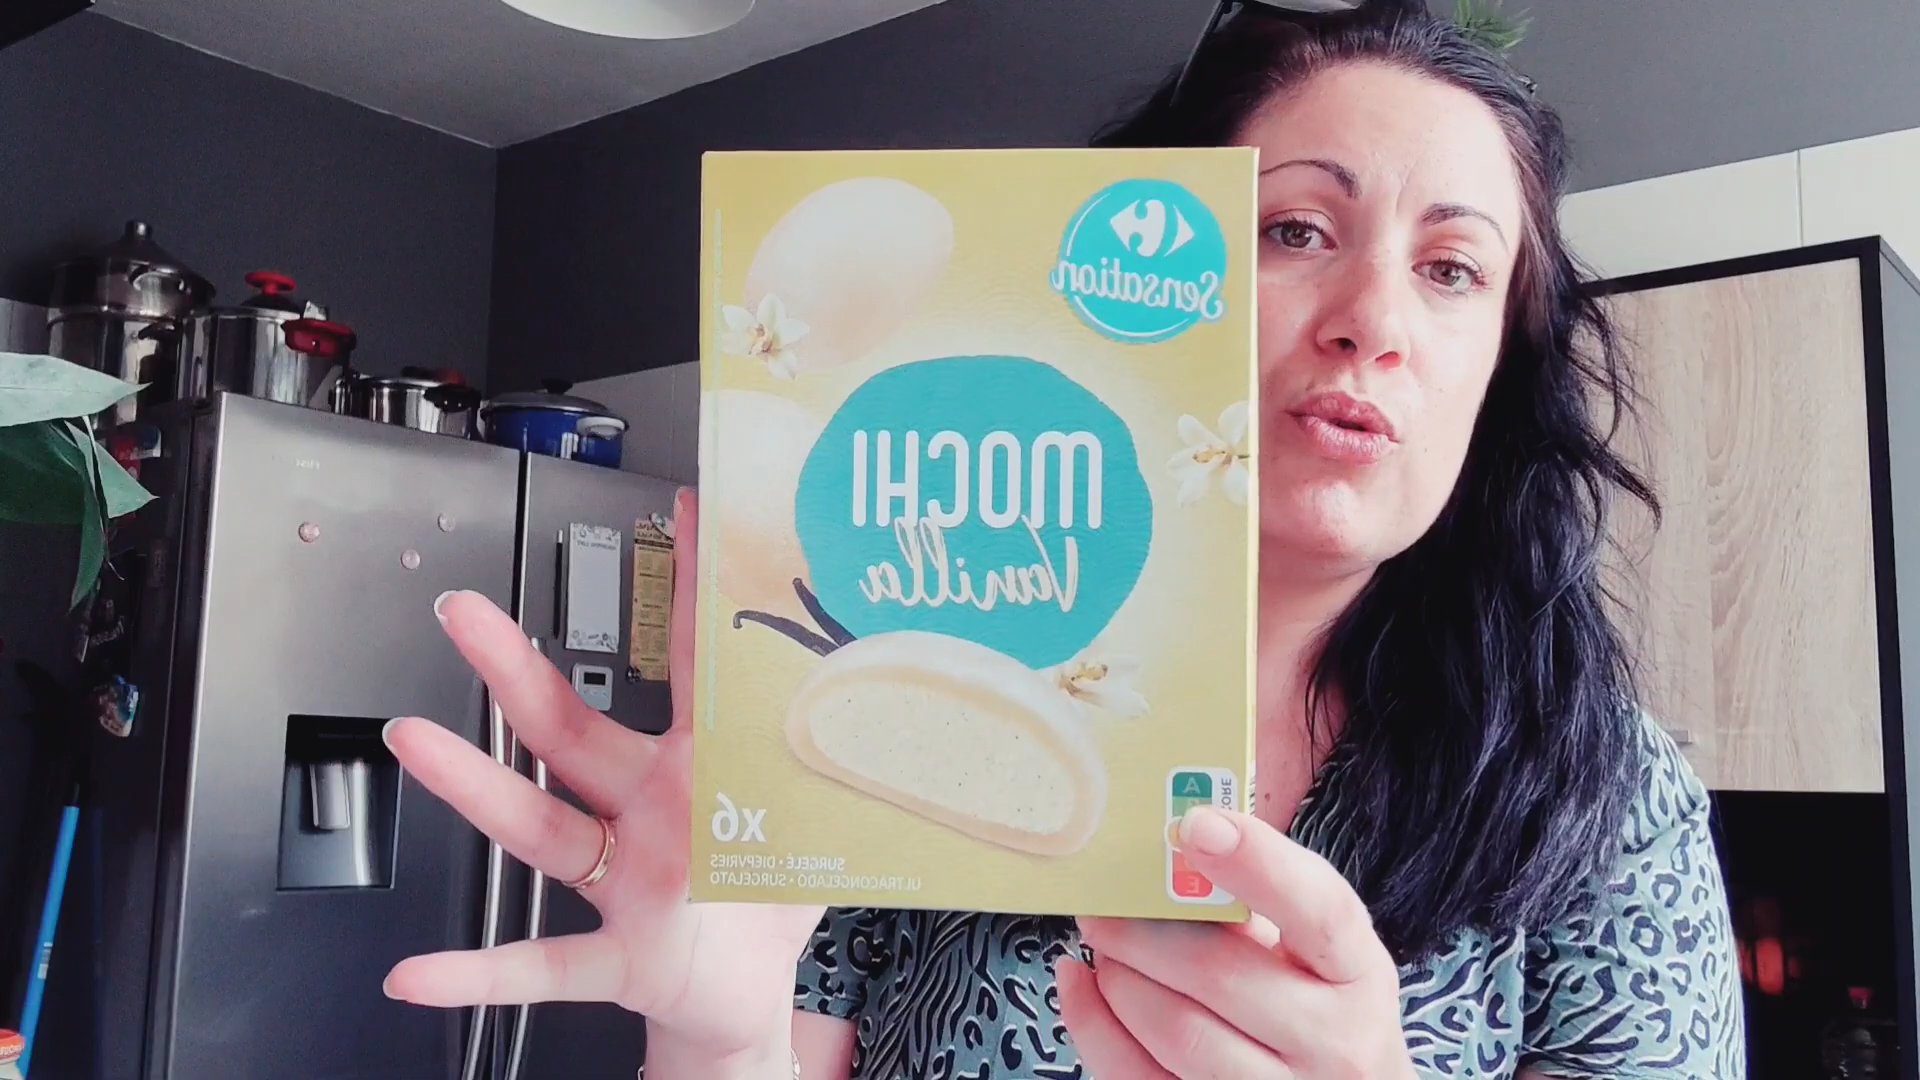 Sensation
MOCHI
Vanilla
x6
SURGELÉ • DIEPVRIES
ULTRACONGELADO • SURGELATO
A
E